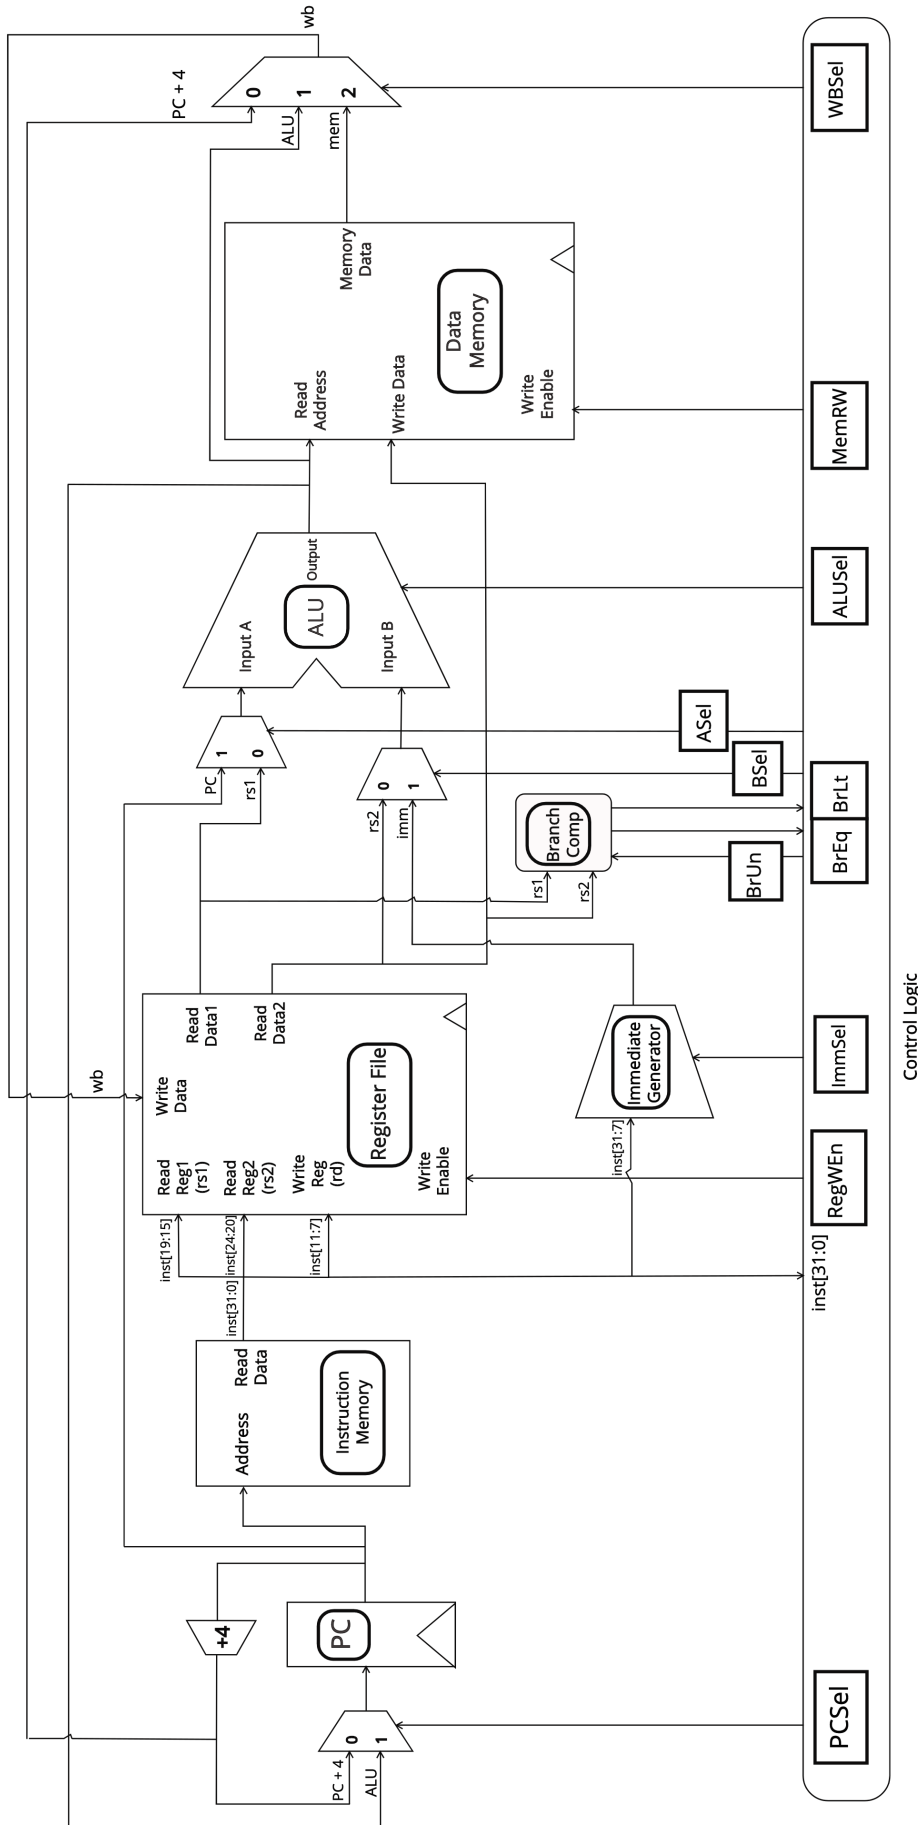 wb
PC + 4
0
1
2
ALU
mem
WBSel
Memory
Data
Data
Memory
Read
Address
Write Data
Write
Enable
MemRW
Output
ALU
Input A
Input B
ALUSel
1
0
PC
rs1
ASel
0
1
rs2
imm
BSel
Branch
Comp
rs1
rs2
BrLt
BrEq
BrUn
wb
Read
Data1
Read
Data2
Write
Data
Register File
Read
Reg1
(rs1)
Read
Reg2
(rs2)
Write
Reg
(rd)
Write
Enable
Immediate
Generator
inst[31:7]
ImmSel
Control Logic
RegWEn
inst[19:15]
inst[24:20]
inst[11:7]
inst[31:0]
inst[31:0]
Read
Data
Address
Instruction
Memory
+4
PC
0
1
PC + 4
ALU
PCSel